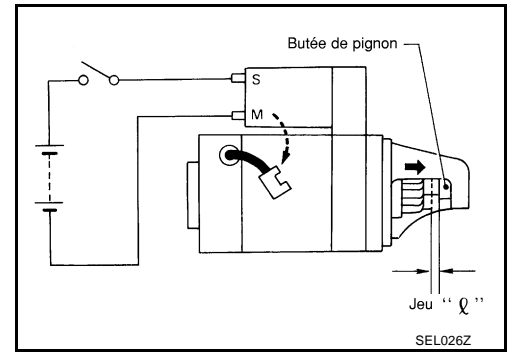 Butée de pignon
S
M
Jeu “ ℓ ”
SEL026Z